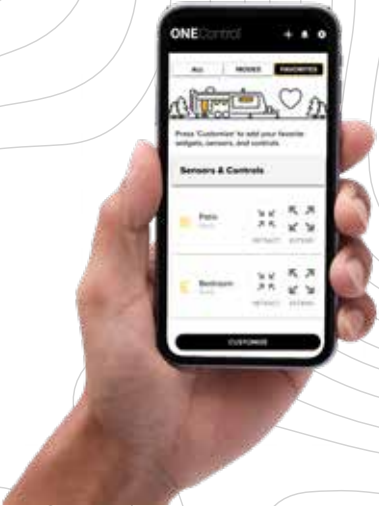 ONEControl
ALL MODES FAVORITES
Press 'Customize' to add your favorite
widgets, sensors, and controls.
Sensors & Controls
Patio
RETRACT EXTEND
Bedroom
RETRACT EXTEND
CUSTOMIZE